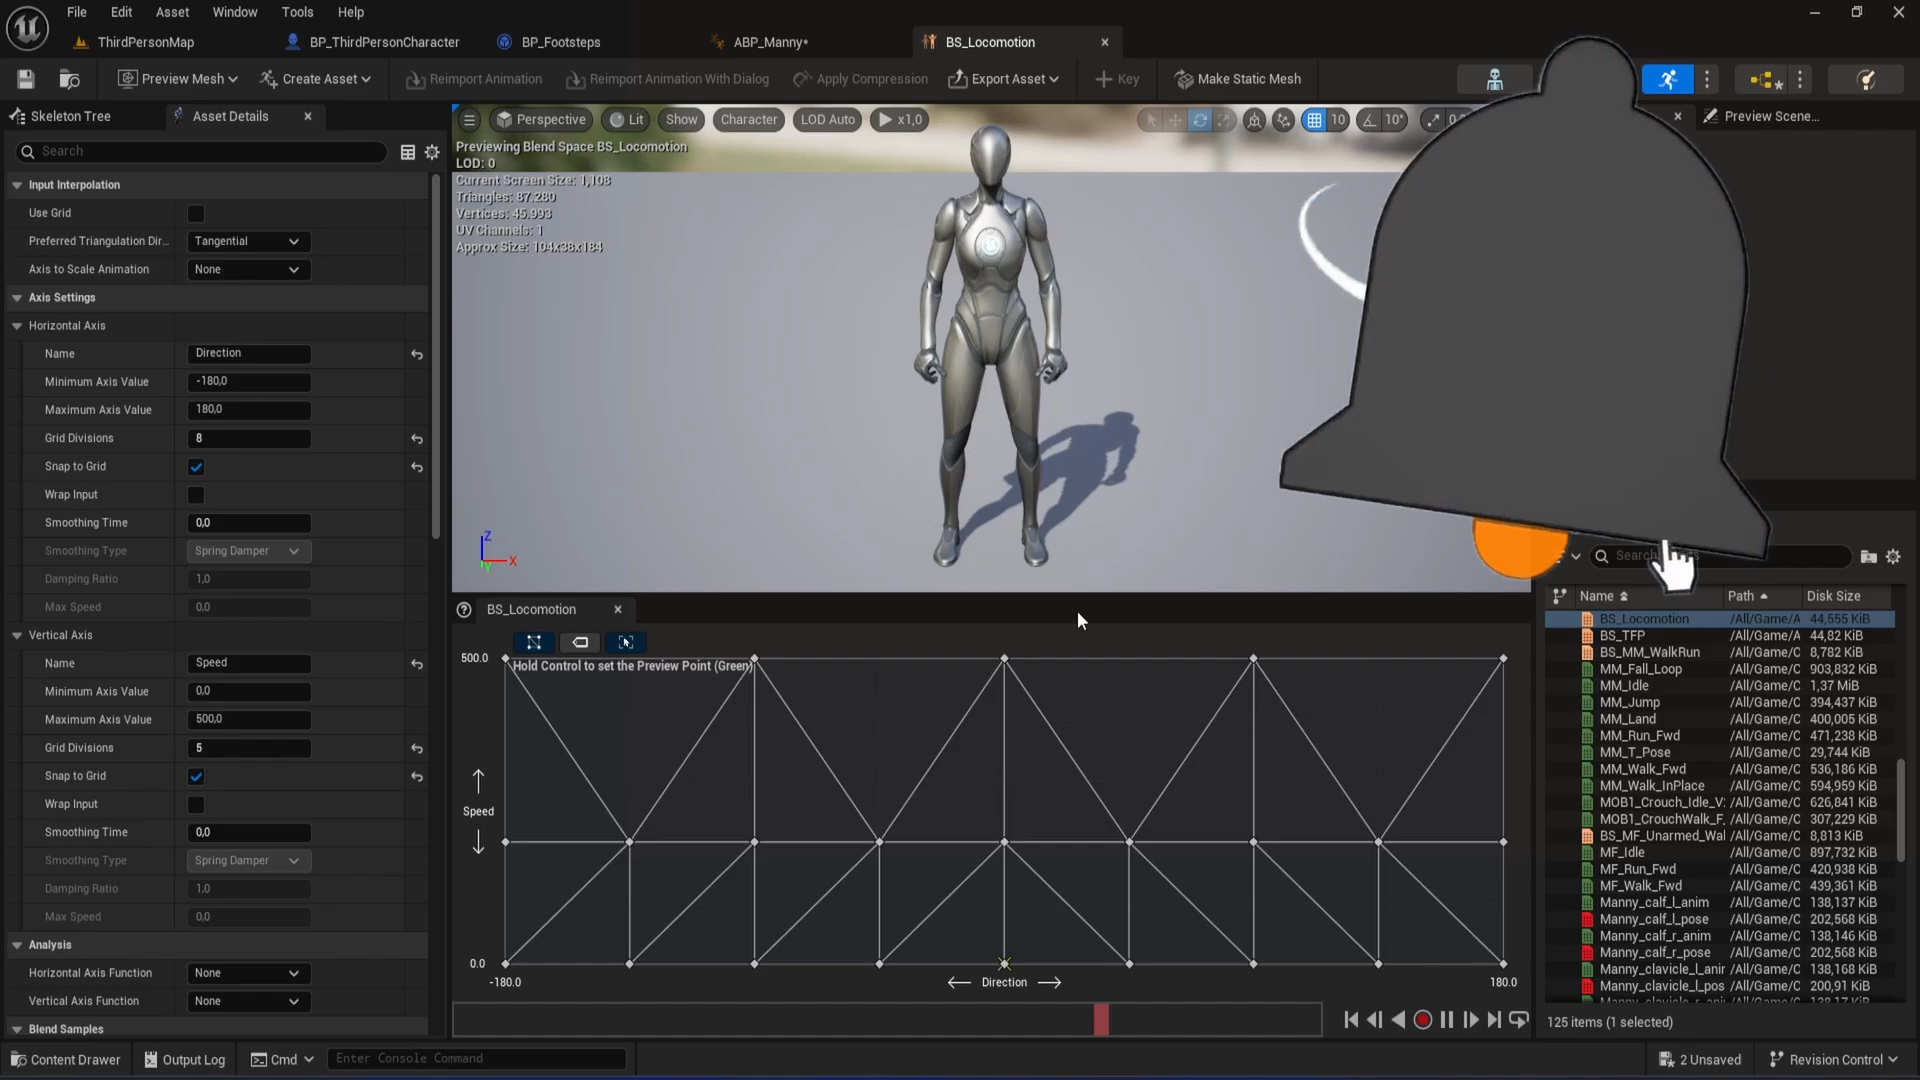 File Edit Asset Window Tools Help
ThirdPersonMap BP_ThirdPersonCharacter BP_Footsteps ABP_Manny* BS_Locomotion
Preview Mesh Create Asset Reimport Animation Reimport Animation With Dialog Apply Compression Export Asset Key Make Static Mesh
Skeleton Tree Asset Details Preview Scene...
Search
Perspective Lit Show Character LOD Auto x1,0 10 10°
Previewing Blend Space BS_Locomotion
LOD: 0
Current Screen Size: 1,108
Triangles: 87.280
Vertices: 45.993
UV Channels: 1
Approx Size: 104x38x184
Z
X
Y
Input Interpolation
Use Grid
Preferred Triangulation Dir... Tangential
Axis to Scale Animation None
Axis Settings
Horizontal Axis
Name Direction
Minimum Axis Value -180,0
Maximum Axis Value 180,0
Grid Divisions 8
Snap to Grid
Wrap Input
Smoothing Time 0,0
Smoothing Type Spring Damper
Damping Ratio 1,0
Max Speed 0,0
Vertical Axis
Name Speed
Minimum Axis Value 0,0
Maximum Axis Value 500,0
Grid Divisions 5
Snap to Grid
Wrap Input
Smoothing Time 0,0
Smoothing Type Spring Damper
Damping Ratio 1,0
Max Speed 0,0
Analysis
Horizontal Axis Function None
Vertical Axis Function None
Blend Samples
BS_Locomotion
500.0 Hold Control to set the Preview Point (Green)
Speed
0.0
-180.0 Direction 180.0
Name Path Disk Size
BS_Locomotion /All/Game/A 44,555 KiB
BS_TFP /All/Game/A 44,82 KiB
BS_MM_WalkRun /All/Game/C 8,782 KiB
MM_Fall_Loop /All/Game/C 903,832 KiB
MM_Idle /All/Game/C 1,37 MiB
MM_Jump /All/Game/C 394,437 KiB
MM_Land /All/Game/C 400,005 KiB
MM_Run_Fwd /All/Game/C 471,238 KiB
MM_T_Pose /All/Game/C 29,744 KiB
MM_Walk_Fwd /All/Game/C 536,186 KiB
MM_Walk_InPlace /All/Game/C 594,959 KiB
MOB1_Crouch_Idle_V /All/Game/C 626,841 KiB
MOB1_CrouchWalk_F /All/Game/C 307,229 KiB
BS_MF_Unarmed_Wal /All/Game/C 8,813 KiB
MF_Idle /All/Game/C 897,732 KiB
MF_Run_Fwd /All/Game/C 420,938 KiB
MF_Walk_Fwd /All/Game/C 439,361 KiB
Manny_calf_l_anim /All/Game/C 138,137 KiB
Manny_calf_l_pose /All/Game/C 202,568 KiB
Manny_calf_r_anim /All/Game/C 138,146 KiB
Manny_calf_r_pose /All/Game/C 202,568 KiB
Manny_clavicle_l_anir /All/Game/C 138,168 KiB
Manny_clavicle_l_pos /All/Game/C 200,91 KiB
125 items (1 selected)
Content Drawer Output Log Cmd Enter Console Command 2 Unsaved Revision Control